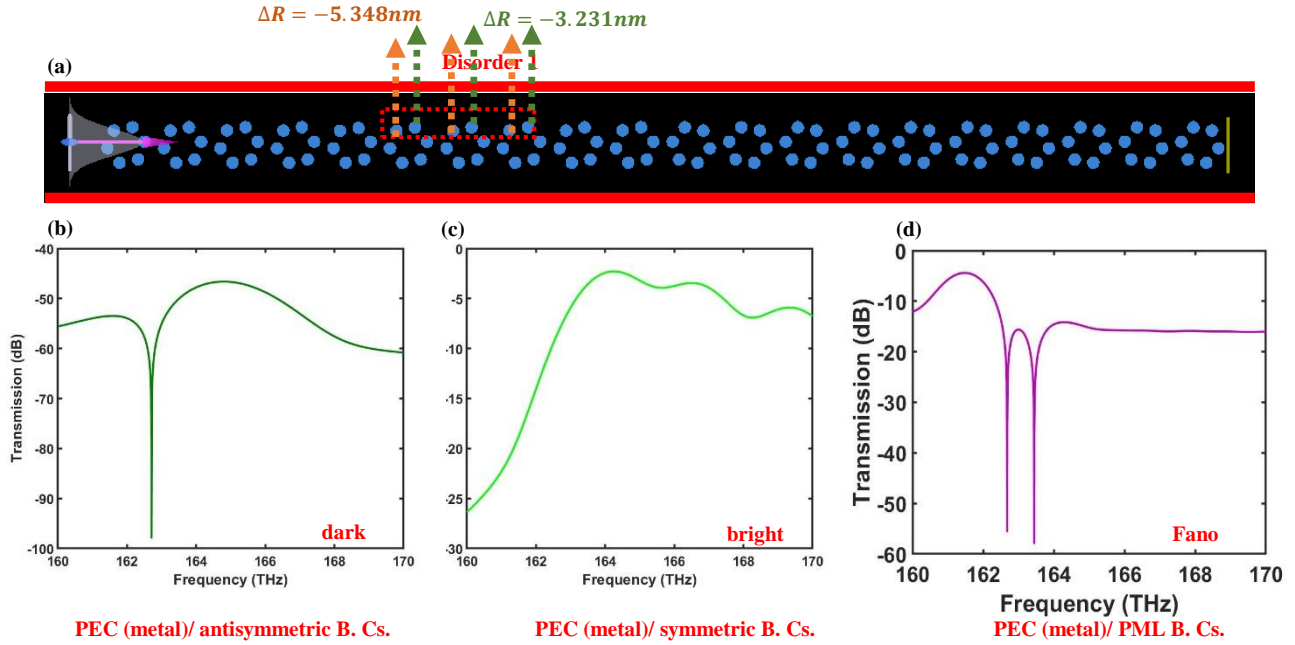 ΔR = −5.348nm
ΔR = −3.231nm
(a)
Disorder 1
(b)
(c)
(d)
-40
-50
-60
-70
-80
-90
-100
Transmission (dB)
160 162 164 166 168 170
Frequency (THz)
dark
0
-5
-10
-15
-20
-25
-30
160 162 164 166 168 170
Frequency (THz)
bright
0
-10
-20
-30
-40
-50
-60
Transmission (dB)
160 162 164 166 168 170
Frequency (THz)
Fano
PEC (metal)/ antisymmetric B. Cs.
PEC (metal)/ symmetric B. Cs.
PEC (metal)/ PML B. Cs.